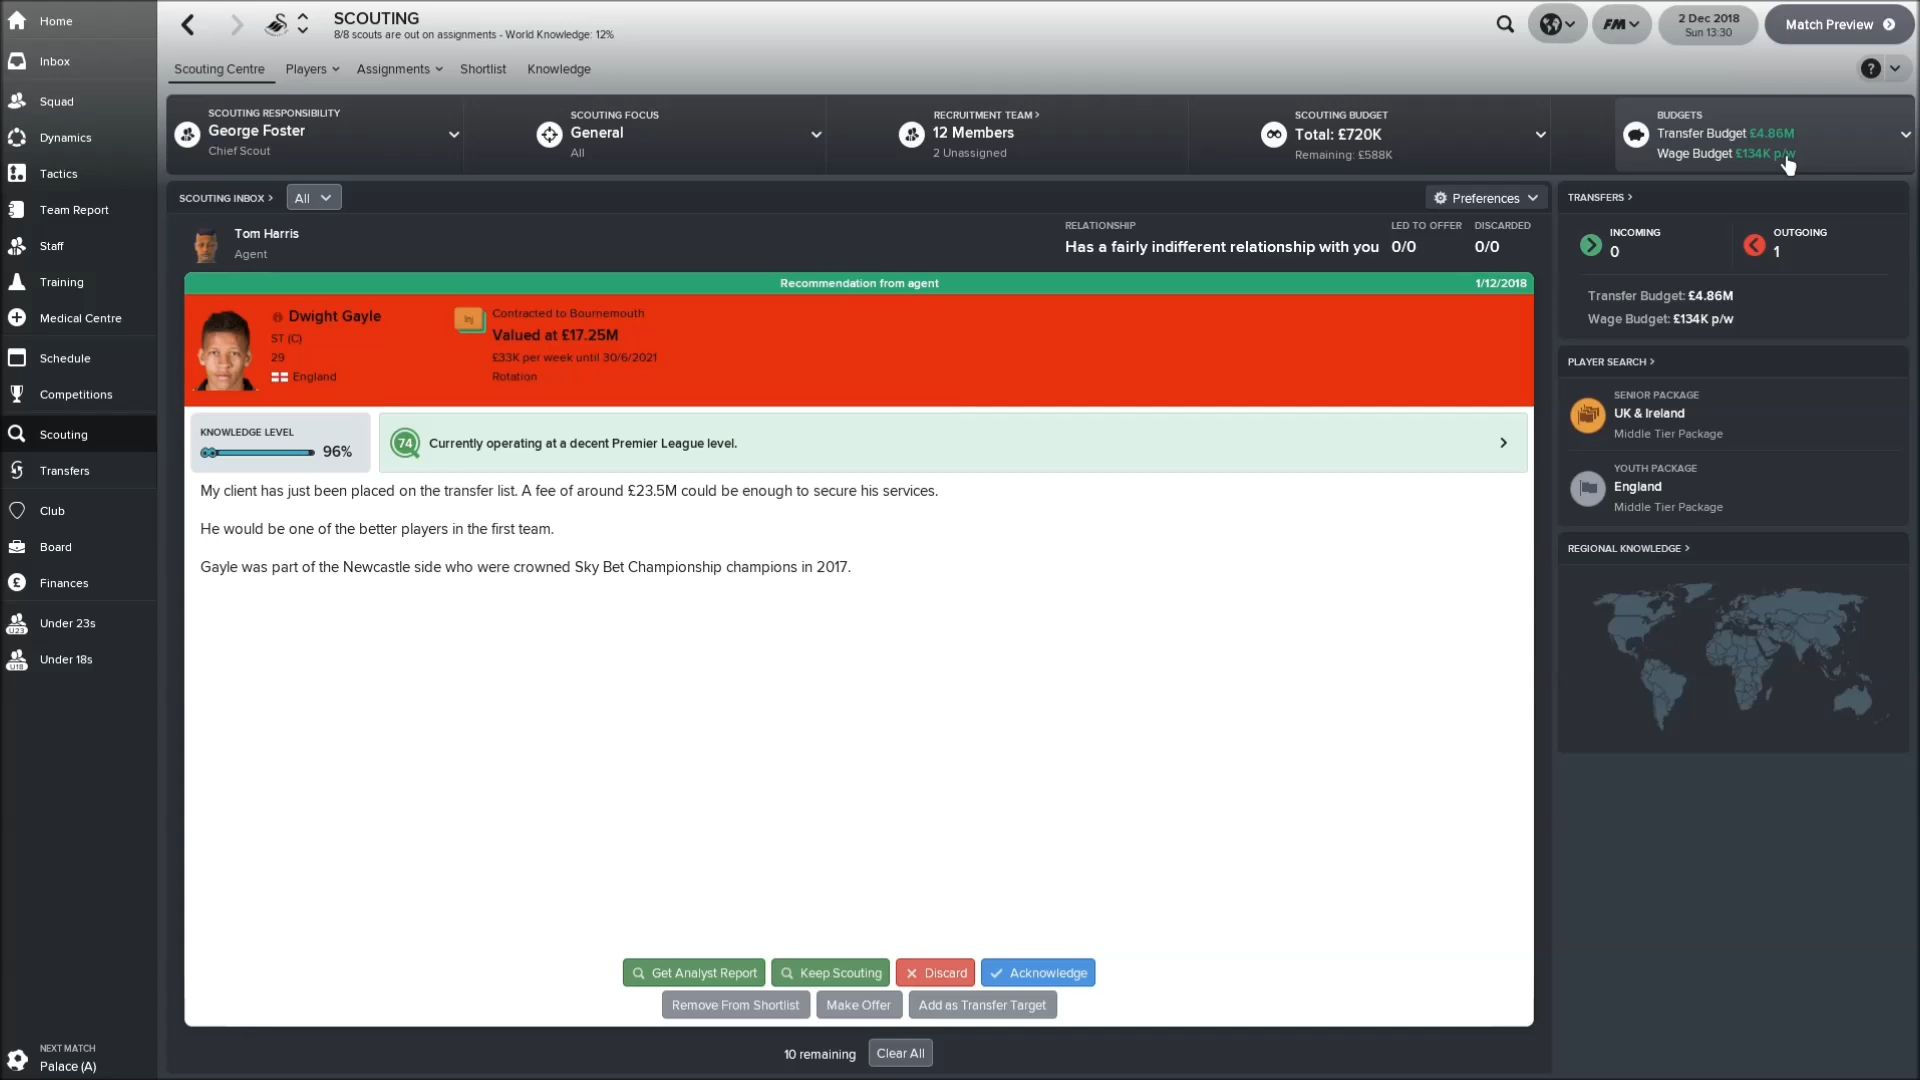 Home
Inbox
Squad
Dynamics
Tactics
Team Report
Staff
Training
Medical Centre
Schedule
Competitions
Scouting
Transfers
Club
Board
Finances
U23
Under 23s
U18
Under 18s
NEXT MATCH
Palace (A)
SCOUTING
8/8 scouts are out on assignments - World Knowledge: 12%
FM
2 Dec 2018
Sun 13:30
Match Preview
Scouting Centre Players Assignments Shortlist Knowledge
?
SCOUTING RESPONSIBILITY
George Foster
Chief Scout
SCOUTING FOCUS
General
All
RECRUITMENT TEAM >
12 Members
2 Unassigned
SCOUTING BUDGET
Total: £720K
Remaining: £588K
BUDGETS
Transfer Budget £4.86M
Wage Budget £134K p/w
SCOUTING INBOX > All
Preferences
Tom Harris
Agent
RELATIONSHIP
Has a fairly indifferent relationship with you
LED TO OFFER
0/0
DISCARDED
0/0
Recommendation from agent 1/12/2018
Dwight Gayle
ST (C)
29
England
Inj
Contracted to Bournemouth
Valued at £17.25M
£33K per week until 30/6/2021
Rotation
KNOWLEDGE LEVEL
96%
74 Currently operating at a decent Premier League level.
My client has just been placed on the transfer list. A fee of around £23.5M could be enough to secure his services.
He would be one of the better players in the first team.
Gayle was part of the Newcastle side who were crowned Sky Bet Championship champions in 2017.
Get Analyst Report Keep Scouting Discard Acknowledge
Remove From Shortlist Make Offer Add as Transfer Target
10 remaining Clear All
TRANSFERS >
INCOMING
0
OUTGOING
1
Transfer Budget: £4.86M
Wage Budget: £134K p/w
PLAYER SEARCH >
SENIOR PACKAGE
UK & Ireland
Middle Tier Package
YOUTH PACKAGE
England
Middle Tier Package
REGIONAL KNOWLEDGE >